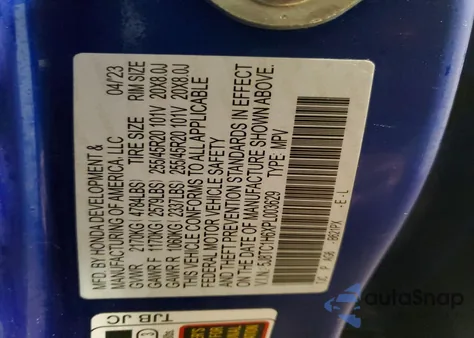 MFD. BY HONDA DEVELOPMENT &
MANUFACTURING OF AMERICA, LLC 04/23
GVWR 2170KG( 4784LBS) TIRE SIZE RIM SIZE
GAWR F 1170KG( 2579LBS) 255/45R20 101V 20X8.0J
GAWR R 1060KG( 2337LBS) 255/45R20 101V 20X8.0J
THIS VEHICLE CONFORMS TO ALL APPLICABLE
FEDERAL MOTOR VEHICLE SAFETY
AND THEFT PREVENTION STANDARDS IN EFFECT
ON THE DATE OF MANUFACTURE SHOWN ABOVE.
V.I.N: 5J8TC1H6XPL003629 TYPE: MPV
P AGR B621PX - E - L
TJB JC
autoSnap